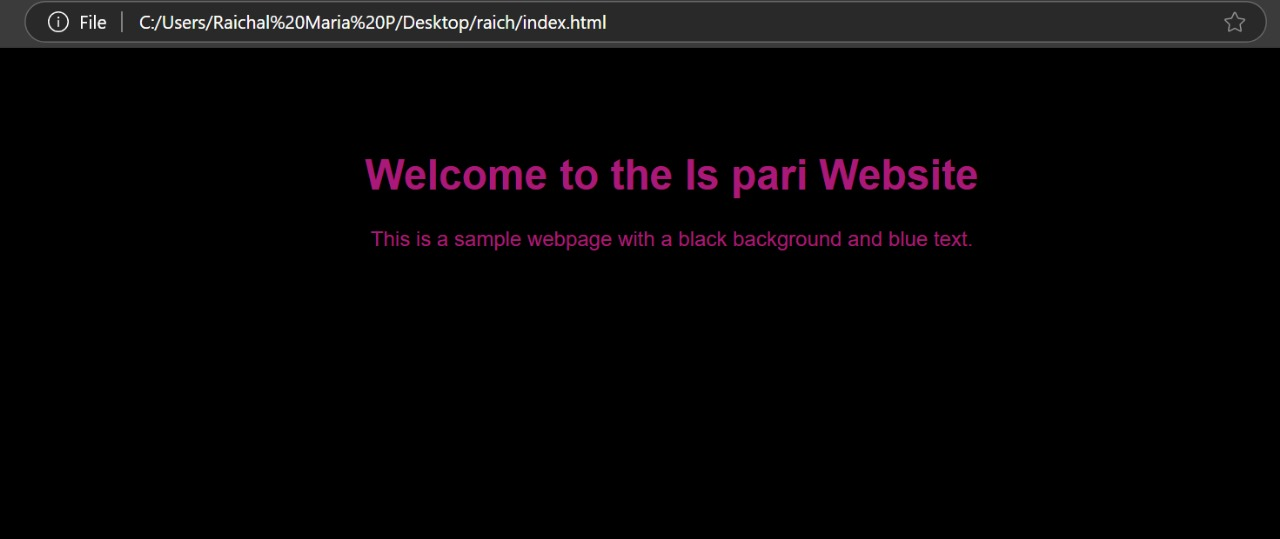 File C:/Users/Raichal%20Maria%20P/Desktop/raich/index.html
Welcome to the Is pari Website
This is a sample webpage with a black background and blue text.